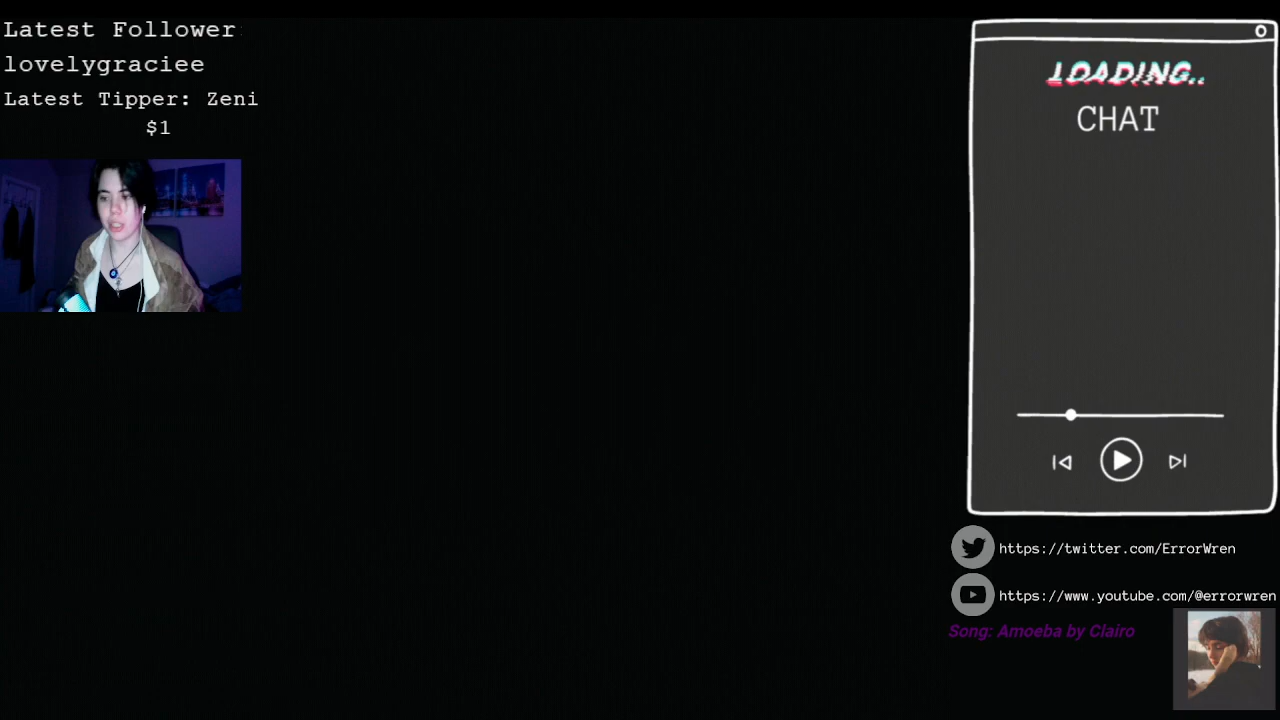 Latest Follower:
lovelygraciee
Latest Tipper: Zeni
$1
LOADING..
CHAT
https://twitter.com/ErrorWren
https://www.youtube.com/@errorwren
Song: Amoeba by Clairo